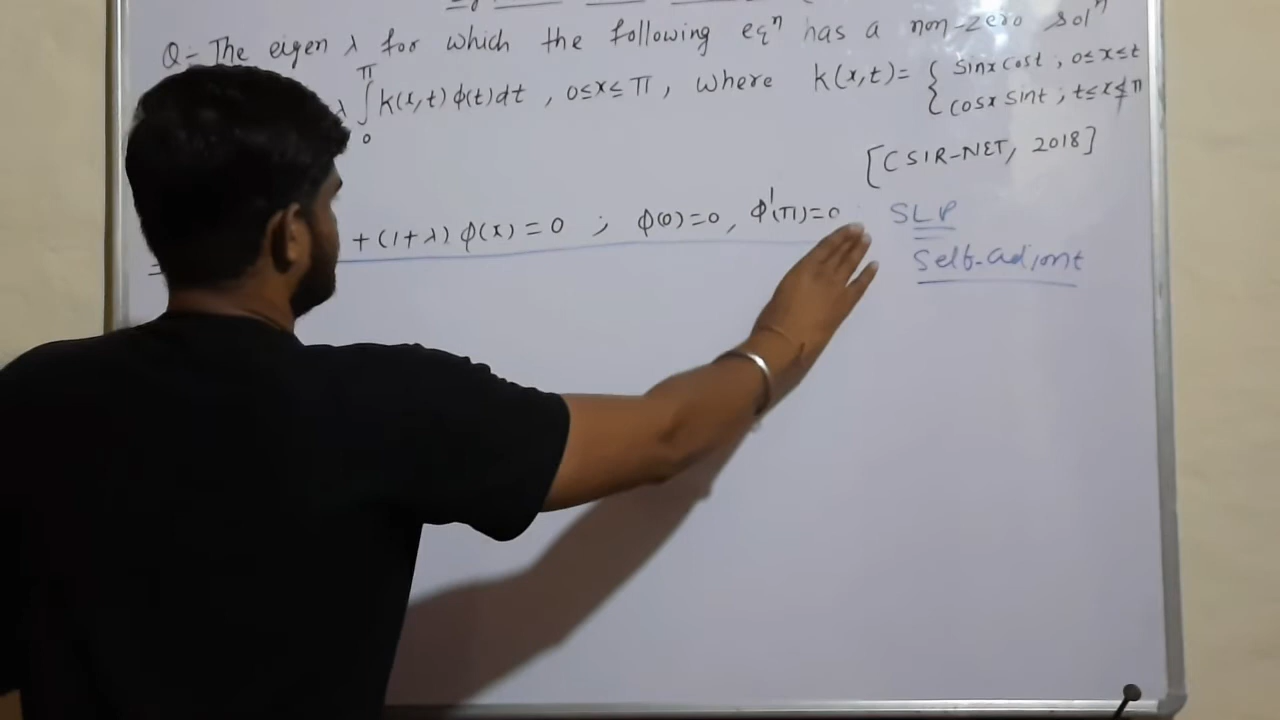 Q- The eigen λ for which the following eqⁿ has a non-zero solⁿ
λ ∫₀^π k(x,t) φ(t)dt , 0≤x≤π , where k(x,t)= { sinx cost , 0≤x≤t
cosx sint ; t≤x≤π
[CSIR-NET, 2018]
+(1+λ) φ(x) = 0 ; φ(0)=0, φ'(π)=0 SLP
= Self-adjoint